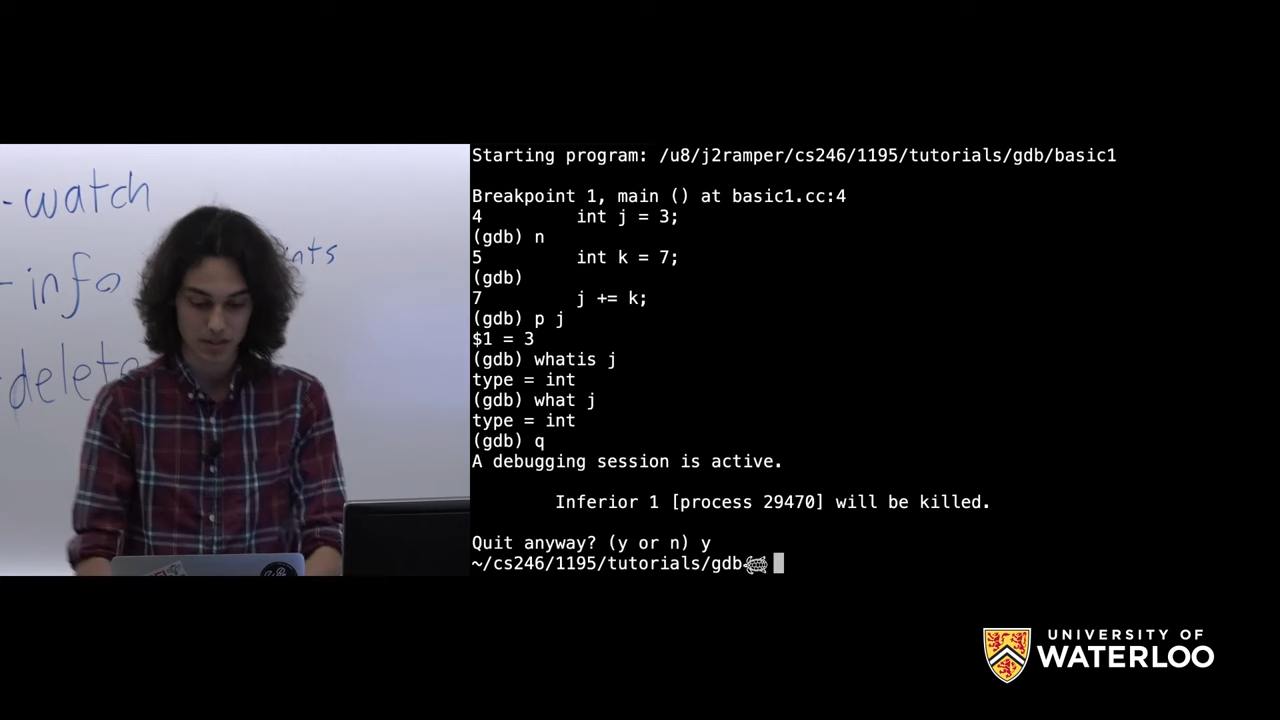 -watch
-info
nts
delete
Starting program: /u8/j2ramper/cs246/1195/tutorials/gdb/basic1
Breakpoint 1, main () at basic1.cc:4
4 int j = 3;
(gdb) n
5 int k = 7;
(gdb)
7 j += k;
(gdb) p j
$1 = 3
(gdb) whatis j
type = int
(gdb) what j
type = int
(gdb) q
A debugging session is active.
Inferior 1 [process 29470] will be killed.
Quit anyway? (y or n) y
~/cs246/1195/tutorials/gdb🐢
UNIVERSITY OF
WATERLOO